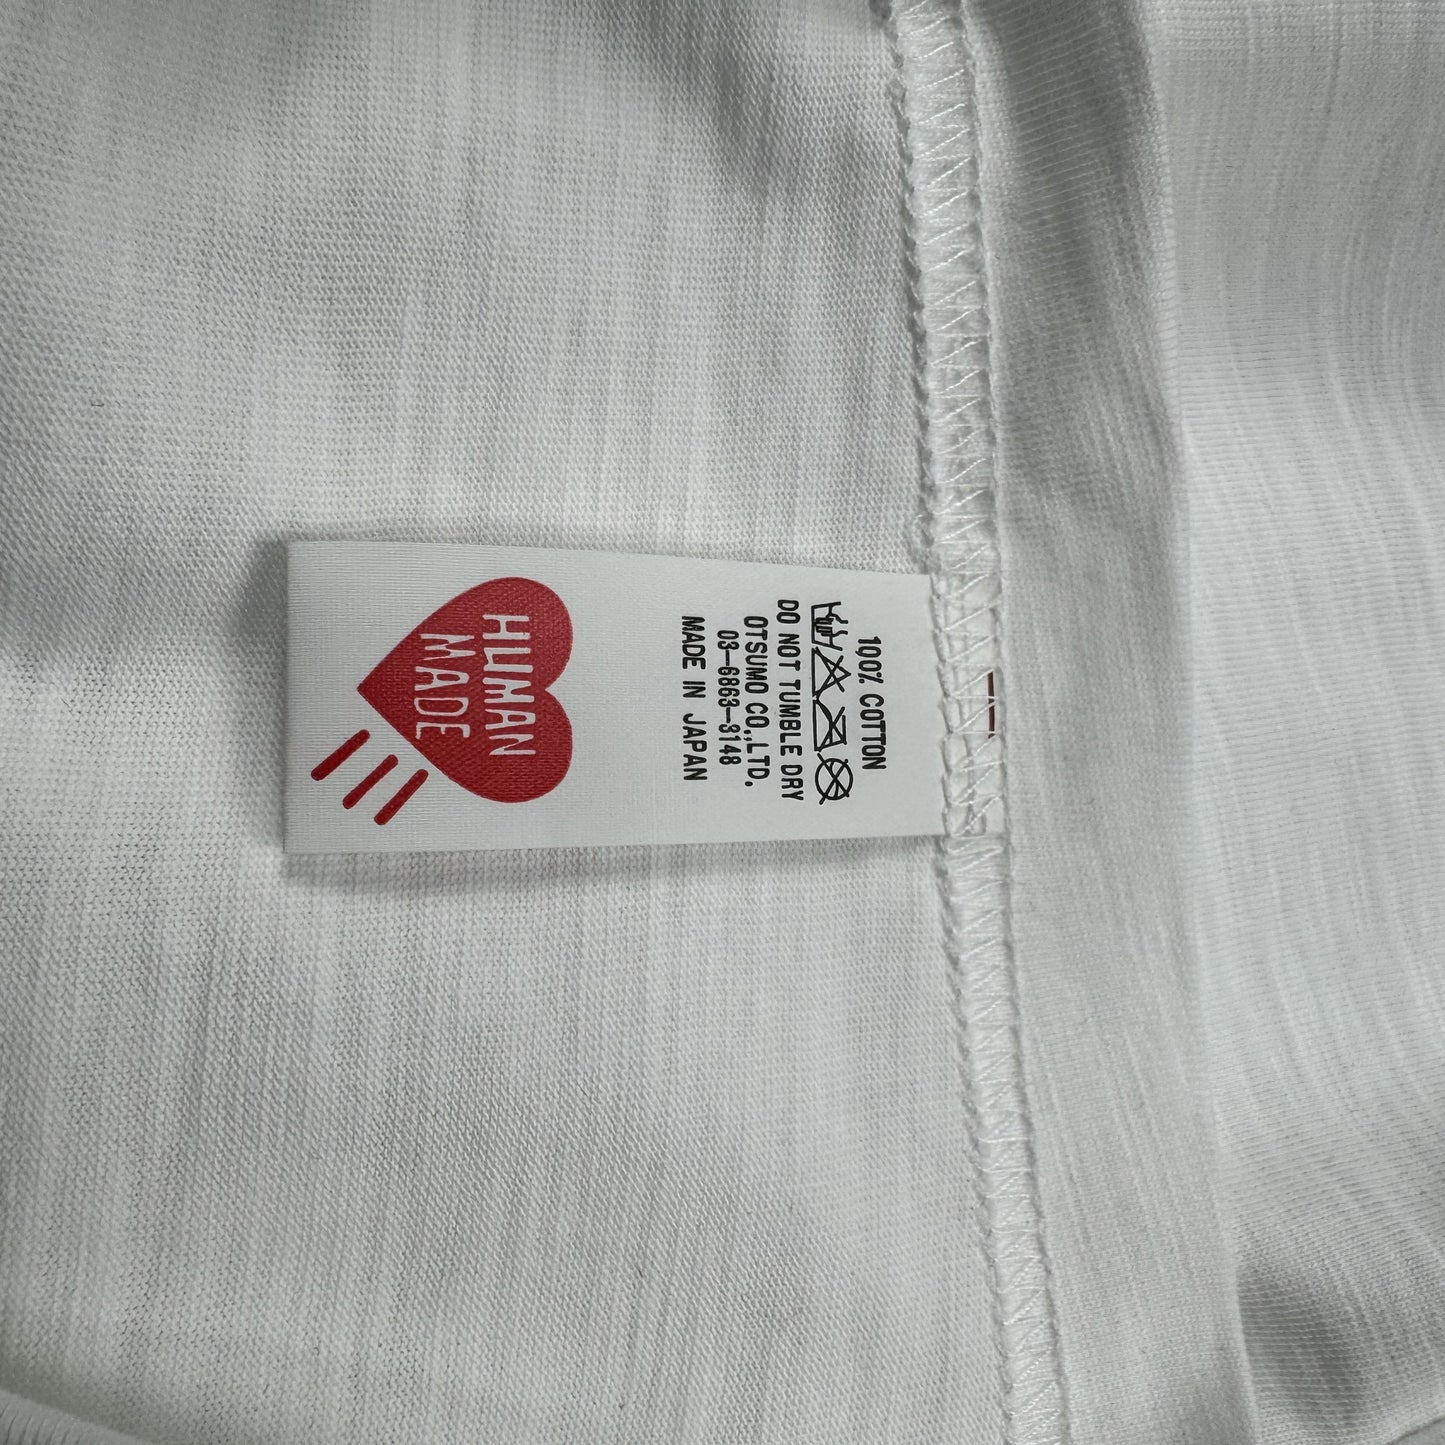 100% COTTON
DO NOT TUMBLE DRY
OTSUMO CO.,LTD.
03-6863-3148
MADE IN JAPAN
HUMAN
MADE